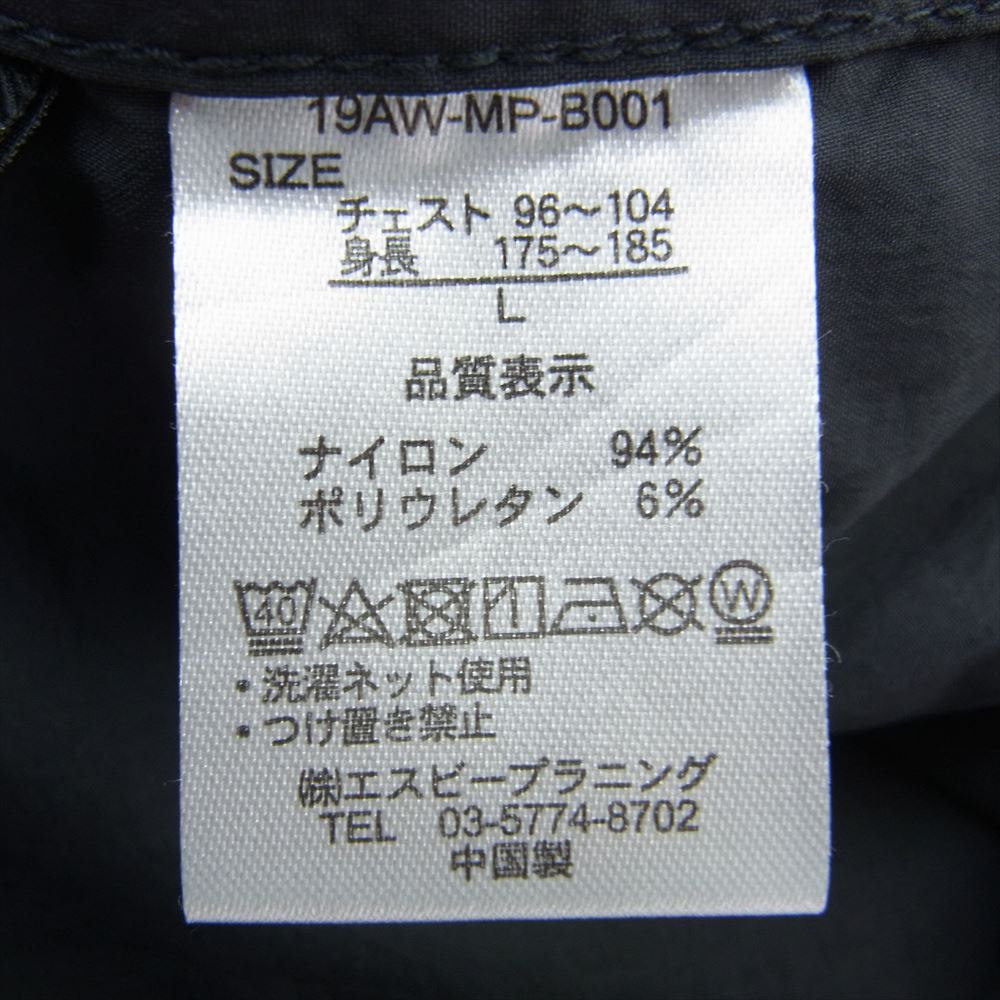 19AW-MP-B001
SIZE
チェスト 96～104
身長 175～185
L
品質表示
ナイロン 94%
ポリウレタン 6%
40 W
・洗濯ネット使用
・つけ置き禁止
㈱エスビープラニング
TEL 03-5774-8702
中国製